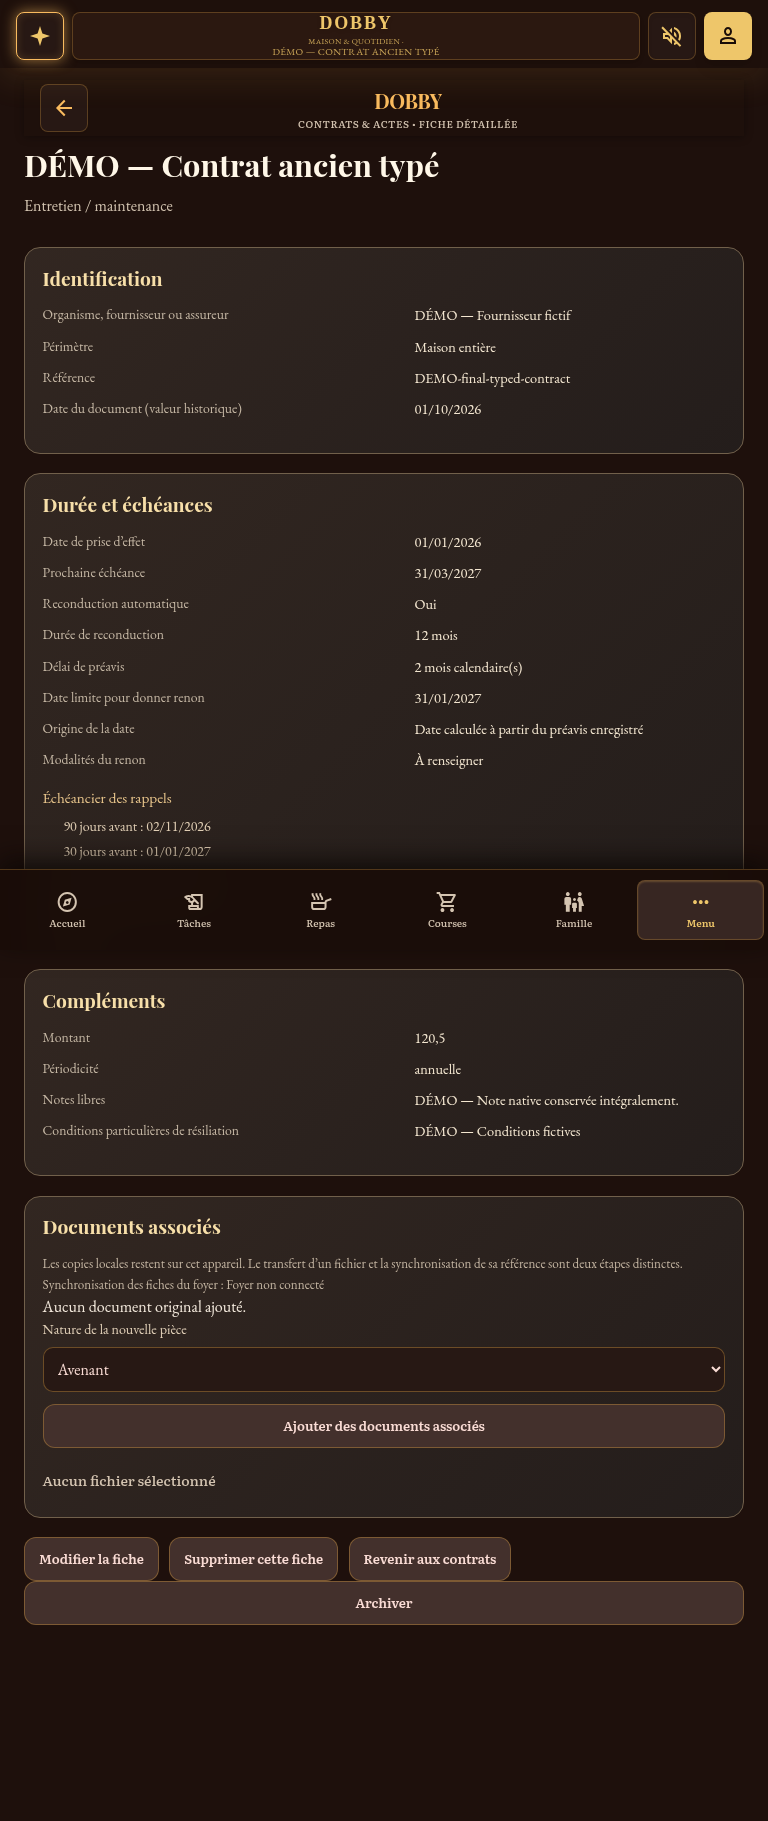 DOBBY
MAISON & QUOTIDIEN ·
DÉMO — CONTRAT ANCIEN TYPÉ
DOBBY
CONTRATS & ACTES • FICHE DÉTAILLÉE
DÉMO — Contrat ancien typé
Entretien / maintenance
Identification
Organisme, fournisseur ou assureur DÉMO — Fournisseur fictif
Périmètre Maison entière
Référence DEMO-final-typed-contract
Date du document (valeur historique) 01/10/2026
Durée et échéances
Date de prise d’effet 01/01/2026
Prochaine échéance 31/03/2027
Reconduction automatique Oui
Durée de reconduction 12 mois
Délai de préavis 2 mois calendaire(s)
Date limite pour donner renon 31/01/2027
Origine de la date Date calculée à partir du préavis enregistré
Modalités du renon À renseigner
Échéancier des rappels
90 jours avant : 02/11/2026
30 jours avant : 01/01/2027
Accueil Tâches Repas Courses Famille Menu
Compléments
Montant 120,5
Périodicité annuelle
Notes libres DÉMO — Note native conservée intégralement.
Conditions particulières de résiliation DÉMO — Conditions fictives
Documents associés
Les copies locales restent sur cet appareil. Le transfert d’un fichier et la synchronisation de sa référence sont deux étapes distinctes.
Synchronisation des fiches du foyer : Foyer non connecté
Aucun document original ajouté.
Nature de la nouvelle pièce
Avenant
Ajouter des documents associés
Aucun fichier sélectionné
Modifier la fiche Supprimer cette fiche Revenir aux contrats
Archiver